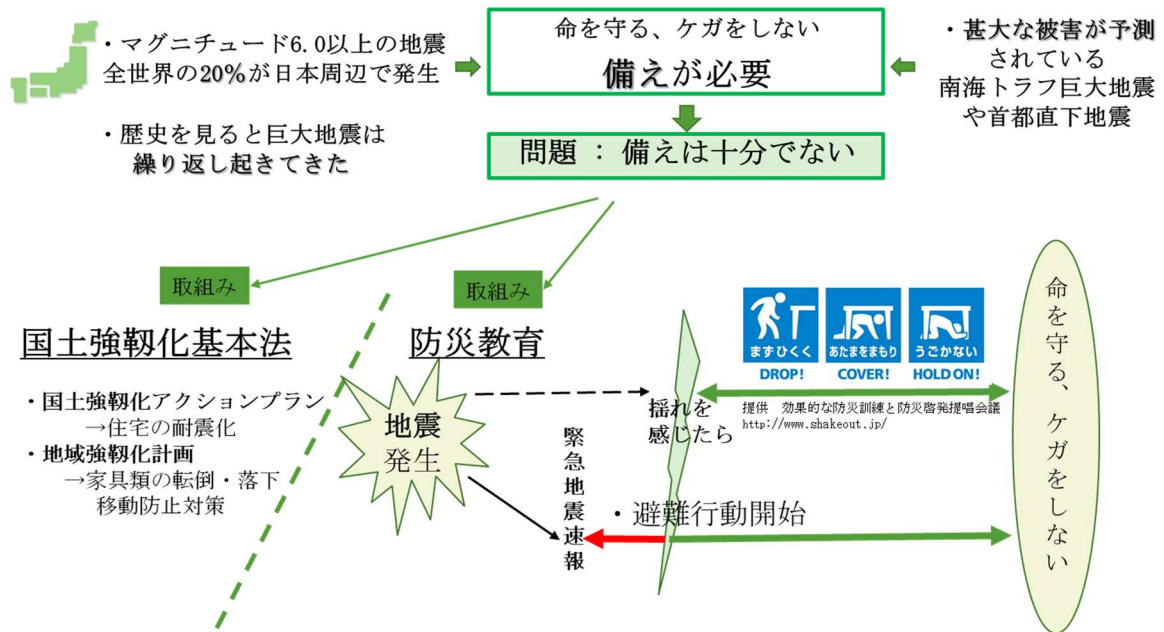 ・マグニチュード6.0以上の地震
全世界の20%が日本周辺で発生
・歴史を見ると巨大地震は
繰り返し起きてきた
命を守る、ケガをしない
備えが必要
・甚大な被害が予測
されている
南海トラフ巨大地震
や首都直下地震
問題 : 備えは十分でない
取組み
国土強靱化基本法
・国土強靱化アクションプラン
→住宅の耐震化
・地域強靱化計画
→家具類の転倒・落下
移動防止対策
取組み
防災教育
地震
発生
緊急地震速報
揺れを
感じたら
まずひくく
DROP!
あたまをまもり
COVER!
うごかない
HOLD ON!
提供 効果的な防災訓練と防災啓発提唱会議
http://www.shakeout.jp/
・避難行動開始
命を守る、ケガをしない